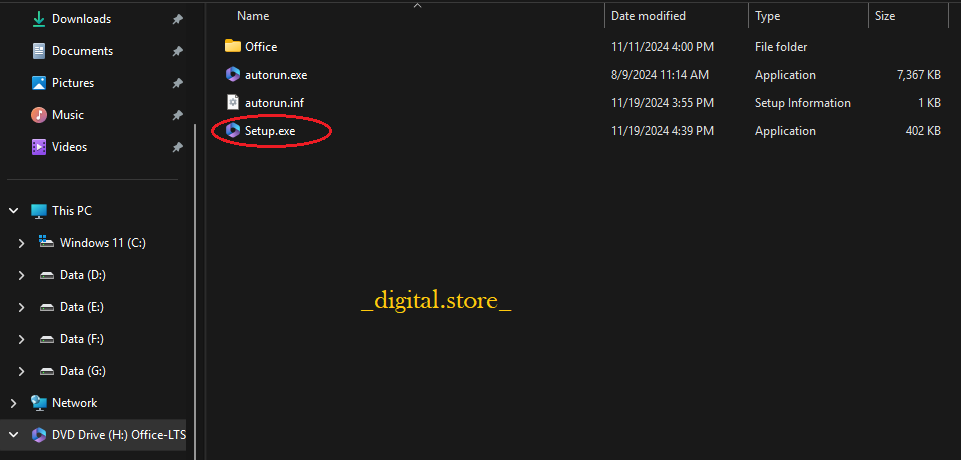 Downloads
Documents
Pictures
Music
Videos
This PC
Windows 11 (C:)
Data (D:)
Data (E:)
Data (F:)
Data (G:)
Network
DVD Drive (H:) Office-LTS
Name Date modified Type Size
Office 11/11/2024 4:00 PM File folder
autorun.exe 8/9/2024 11:14 AM Application 7,367 KB
autorun.inf 11/19/2024 3:55 PM Setup Information 1 KB
Setup.exe 11/19/2024 4:39 PM Application 402 KB
_digital.store_